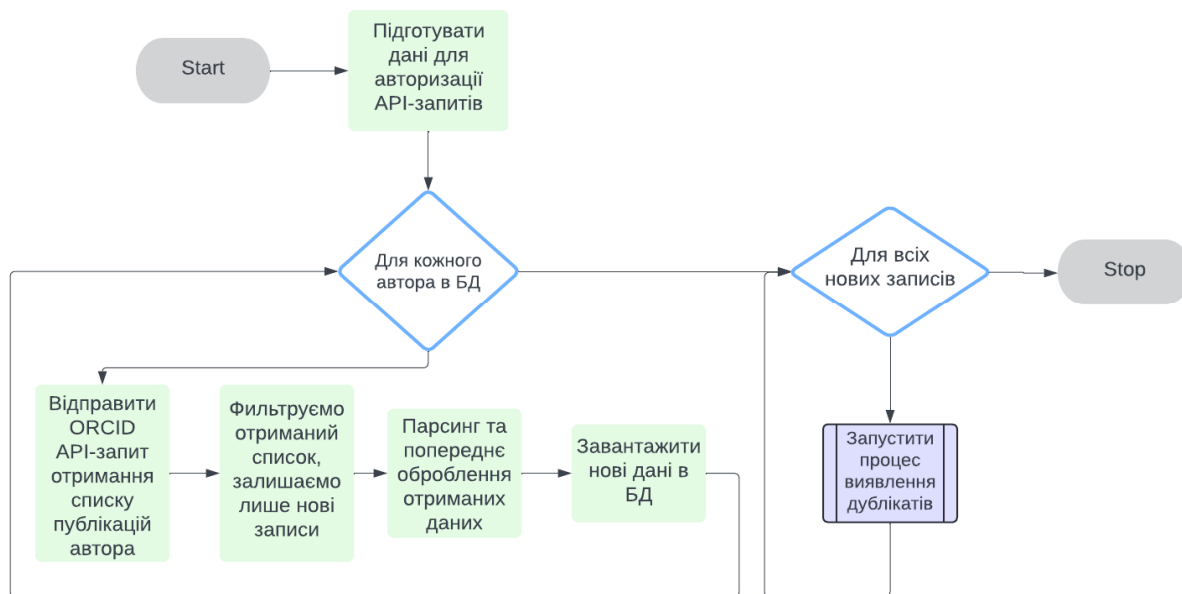 Start
Підготувати
дані для
авторизації
API-запитів
Для кожного
автора в БД
Для всіх
нових записів
Stop
Відправити
ORCID
API-запит
отримання
списку
публікацій
автора
Фильтруємо
отриманий
список,
залишаємо
лише нові
записи
Парсинг та
попереднє
оброблення
отриманих
даних
Завантажити
нові дані в
БД
Запустити
процес
виявлення
дублікатів